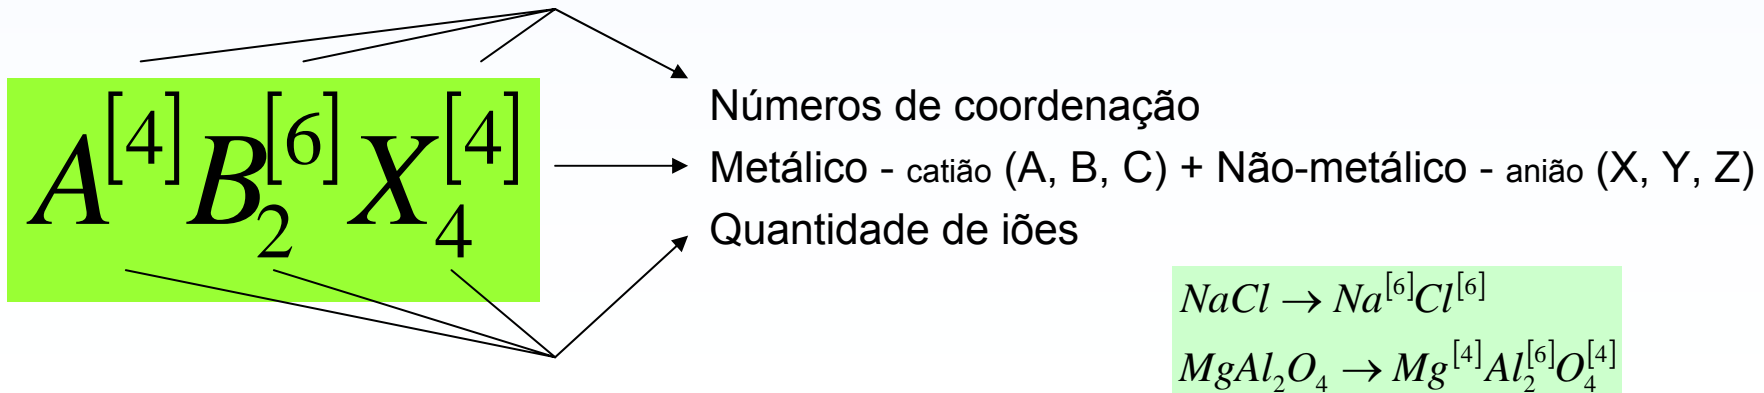 A^[4] B_2^[6] X_4^[4]
Números de coordenação
Metálico - catião (A, B, C) + Não-metálico - anião (X, Y, Z)
Quantidade de iões
NaCl → Na^[6]Cl^[6]
MgAl_2O_4 → Mg^[4]Al_2^[6]O_4^[4]